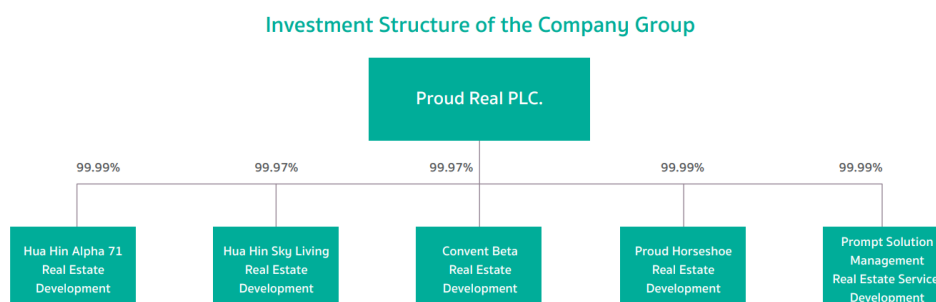 Investment Structure of the Company Group
Proud Real PLC.
99.99%
99.97%
99.97%
99.99%
99.99%
Hua Hin Alpha 71
Real Estate
Development
Hua Hin Sky Living
Real Estate
Development
Convent Beta
Real Estate
Development
Proud Horseshoe
Real Estate
Development
Prompt Solution
Management
Real Estate Service
Development